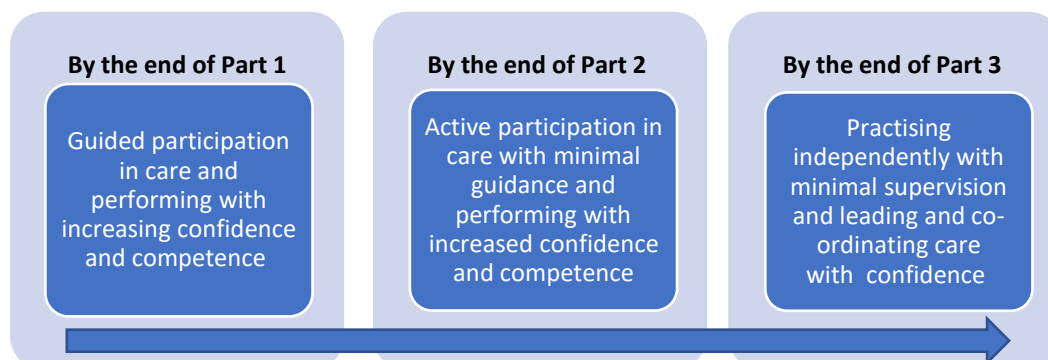 By the end of Part 1
Guided participation
in care and
performing with
increasing confidence
and competence
By the end of Part 2
Active participation in
care with minimal
guidance and
performing with
increased confidence
and competence
By the end of Part 3
Practising
independently with
minimal supervision
and leading and co-
ordinating care
with  confidence